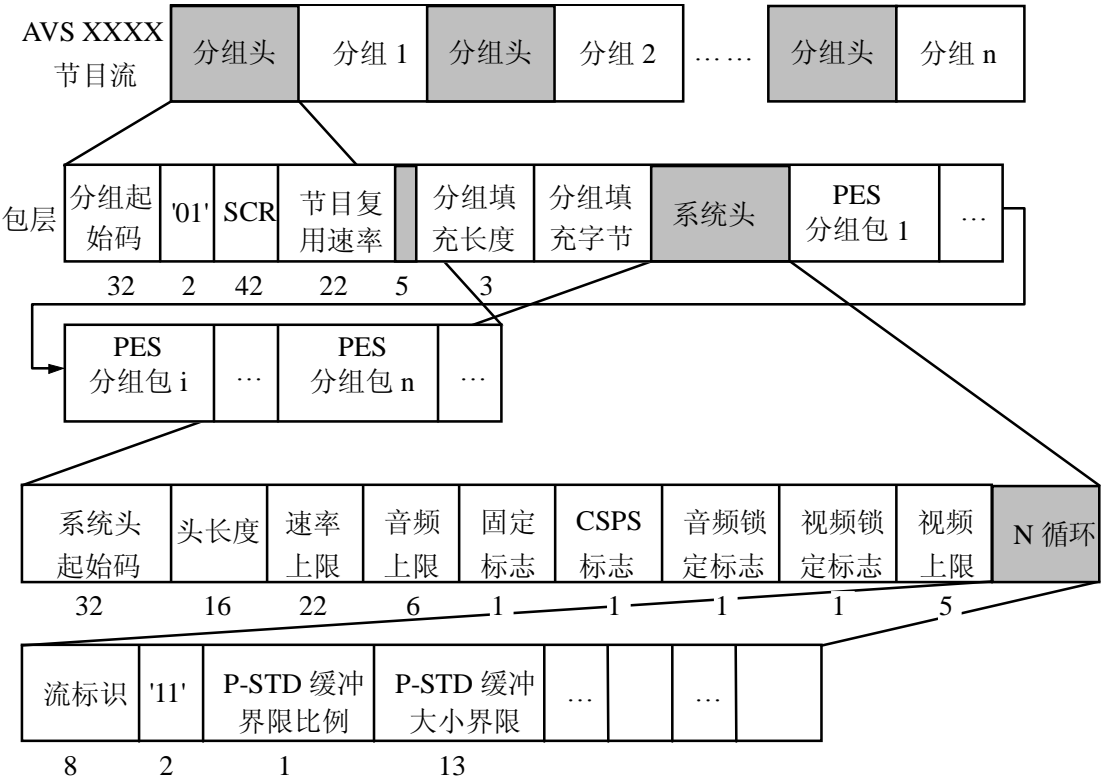 AVS XXXX
节目流
分组头
分组 1
分组头
分组 2
……
分组头
分组 n
包层
分组起
始码
'01'
SCR
节目复
用速率
分组填
充长度
分组填
充字节
系统头
PES
分组包 1
…
32
2
42
22
5
3
PES
分组包 i
…
PES
分组包 n
…
系统头
起始码
头长度
速率
上限
音频
上限
固定
标志
CSPS
标志
音频锁
定标志
视频锁
定标志
视频
上限
N 循环
32
16
22
6
1
1
1
1
5
流标识
'11'
P-STD 缓冲
界限比例
P-STD 缓冲
大小界限
…
…
8
2
1
13